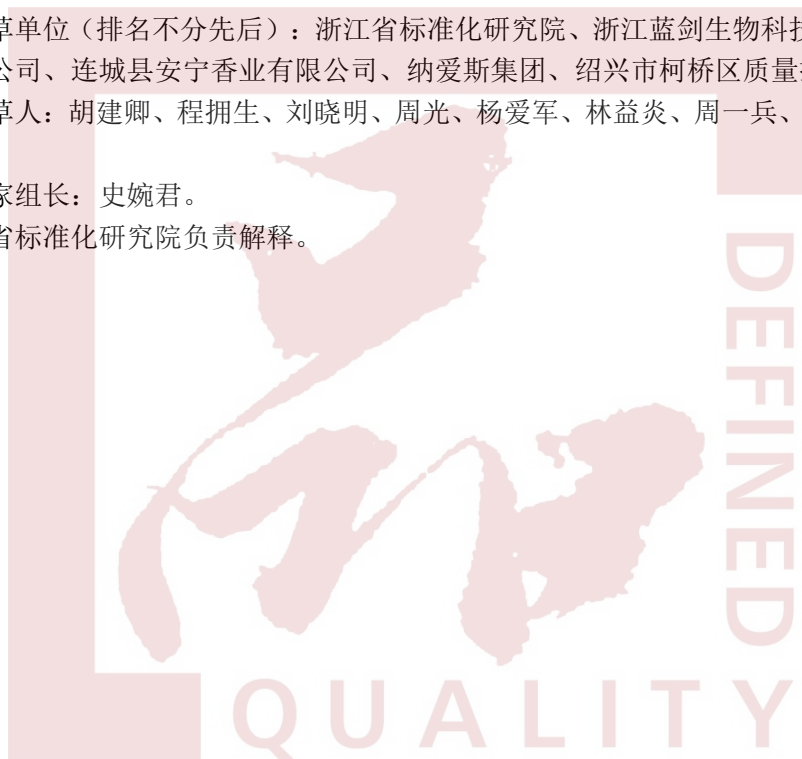 草单位（排名不分先后）：浙江省标准化研究院、浙江蓝剑生物科技
公司、连城县安宁香业有限公司、纳爱斯集团、绍兴市柯桥区质量
草人：胡建卿、程拥生、刘晓明、周光、杨爱军、林益炎、周一兵、
家组长：史婉君。
省标准化研究院负责解释。
DEFINED
QUALITY